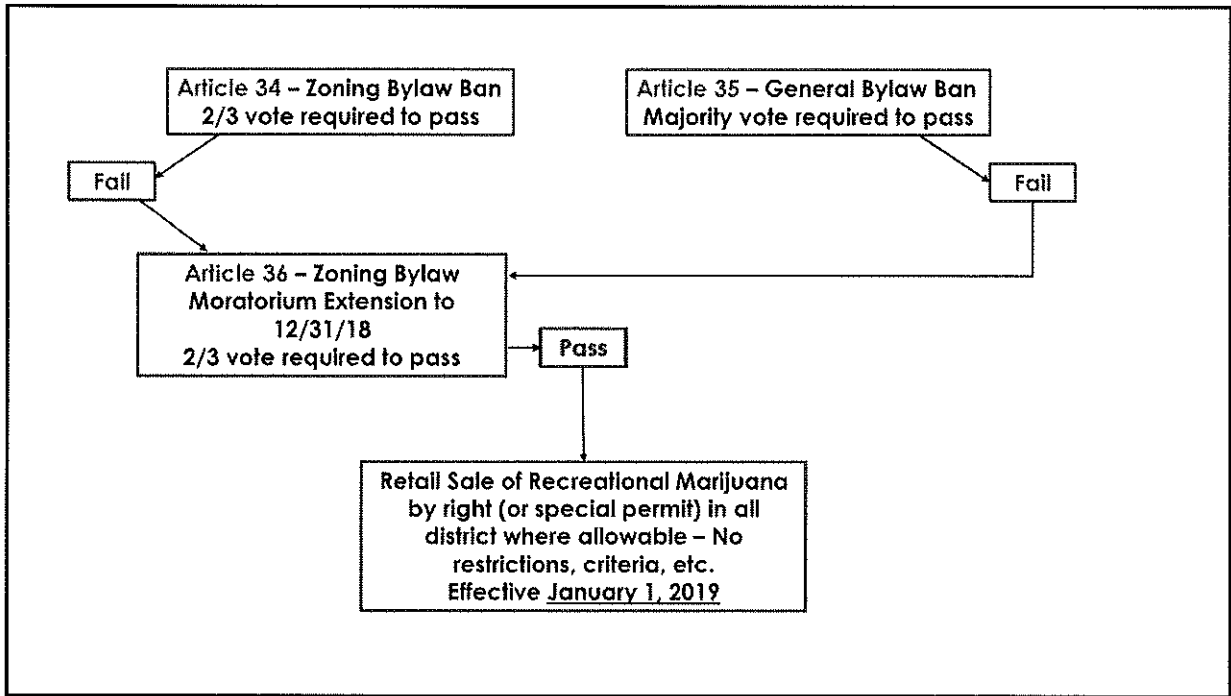 Article 34 – Zoning Bylaw Ban
2/3 vote required to pass
Article 35 – General Bylaw Ban
Majority vote required to pass
Fail
Fail
Article 36 – Zoning Bylaw
Moratorium Extension to
12/31/18
2/3 vote required to pass
Pass
Retail Sale of Recreational Marijuana
by right (or special permit) in all
district where allowable – No
restrictions, criteria, etc.
Effective January 1, 2019